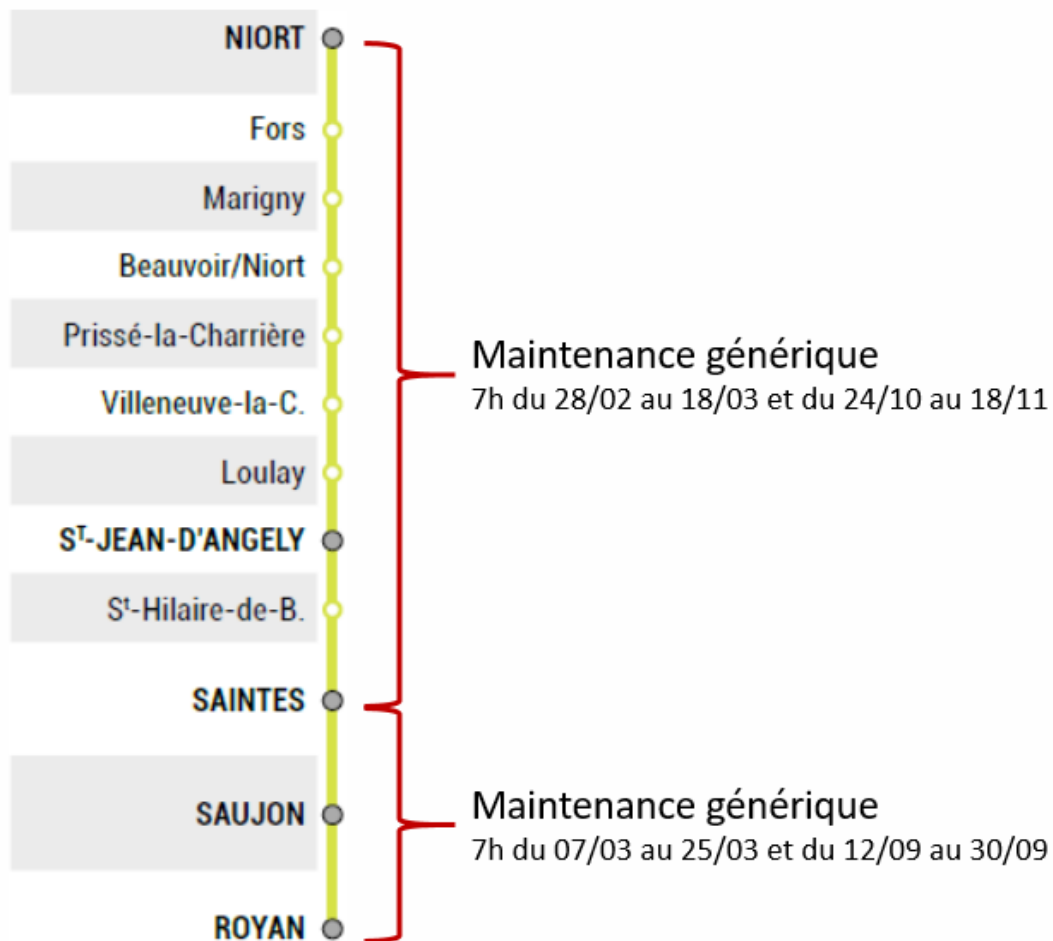 NIORT
Fors
Marigny
Beauvoir/Niort
Prissé-la-Charrière
Maintenance générique
7h du 28/02 au 18/03 et du 24/10 au 18/11
Villeneuve-la-C.
Loulay
Sᵀ-JEAN-D'ANGELY
Sᵗ-Hilaire-de-B.
SAINTES
SAUJON
Maintenance générique
7h du 07/03 au 25/03 et du 12/09 au 30/09
ROYAN